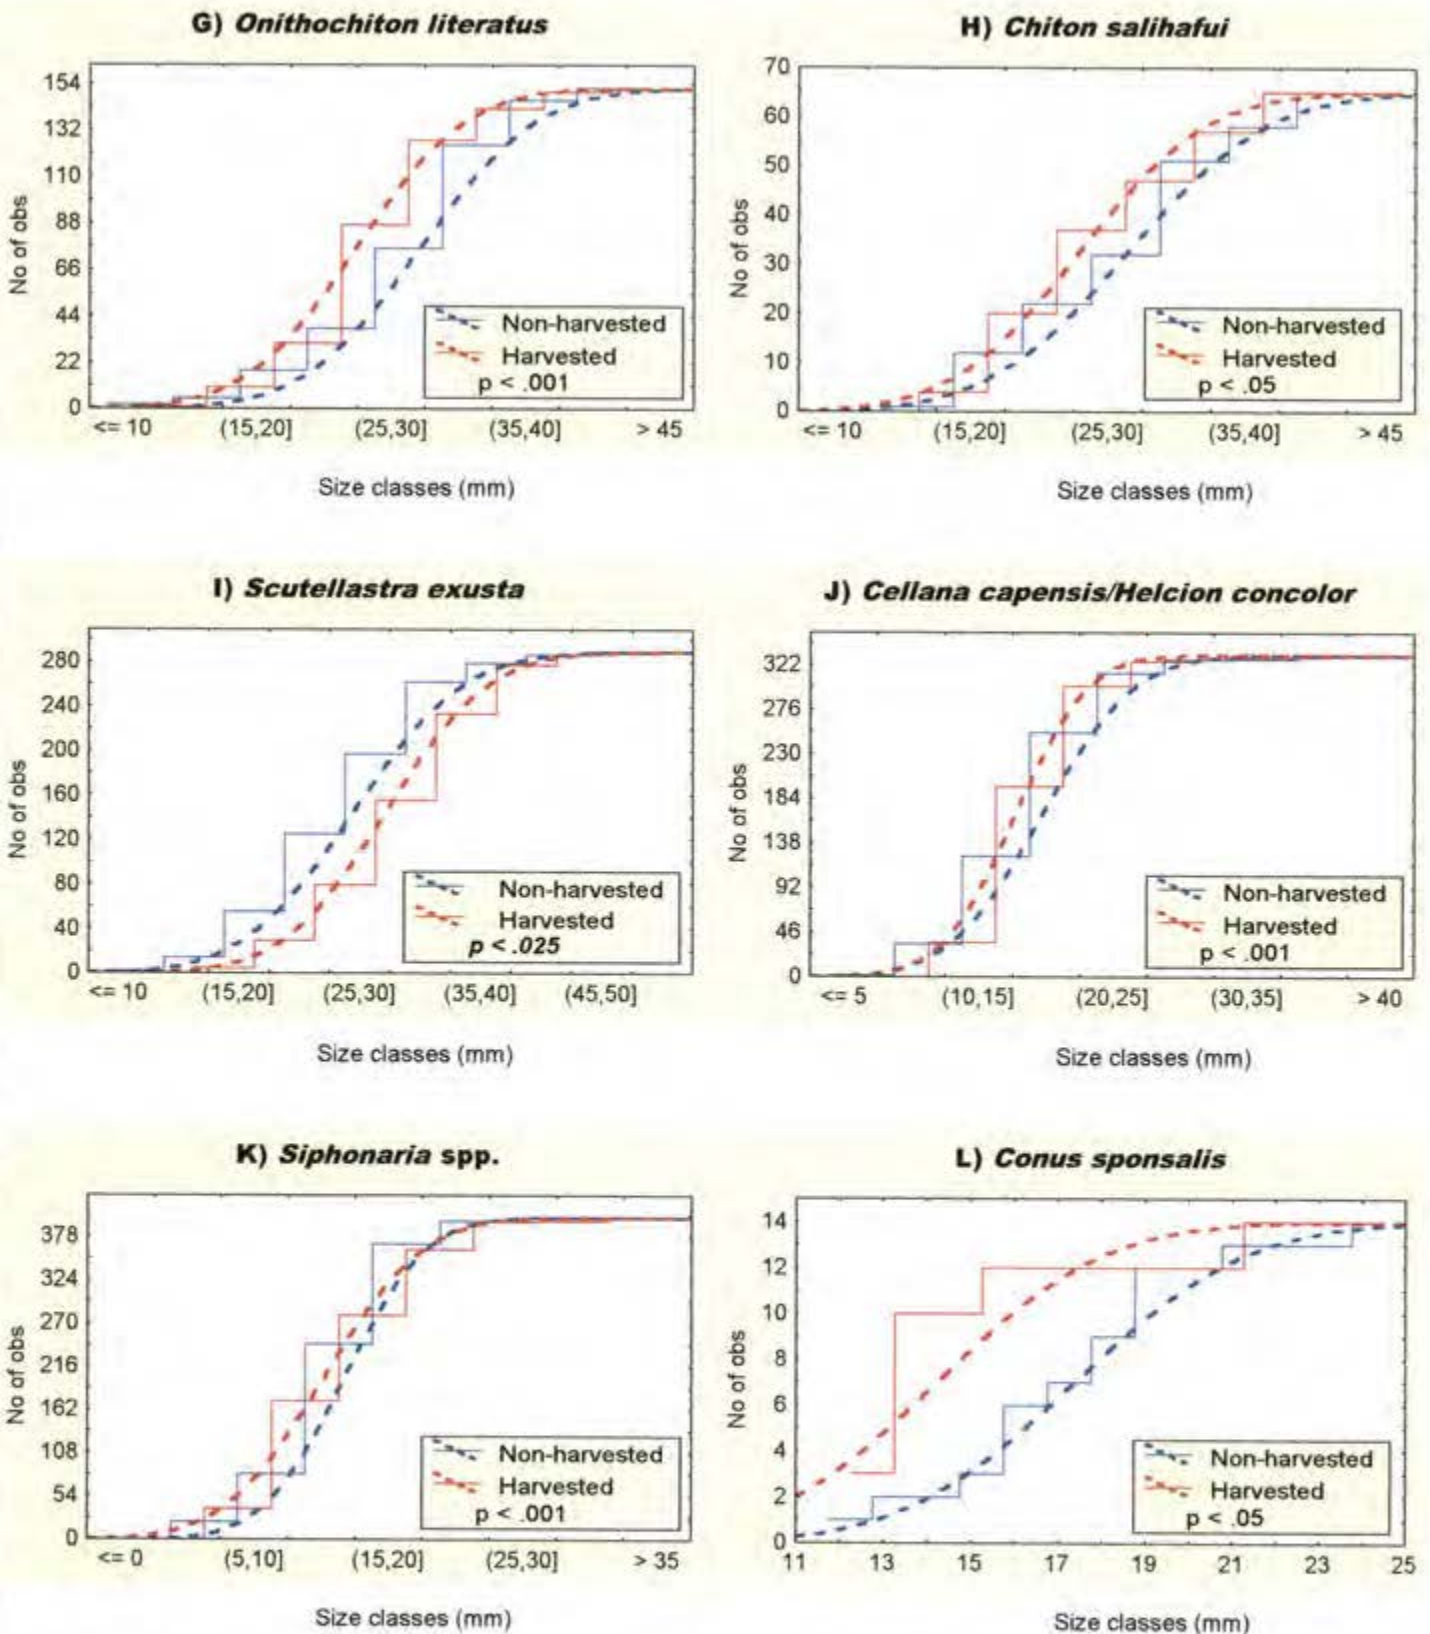 G) Onithochiton literatus
154
132
110
88
66
44
22
0
No of obs
Non-harvested
Harvested
p < .001
<= 10 (15,20] (25,30] (35,40] > 45
Size classes (mm)
H) Chiton salihafui
70
60
50
40
30
20
10
0
No of obs
Non-harvested
Harvested
p < .05
<= 10 (15,20] (25,30] (35,40] > 45
Size classes (mm)
I) Scutellastra exusta
280
240
200
160
120
80
40
0
No of obs
Non-harvested
Harvested
p < .025
<= 10 (15,20] (25,30] (35,40] (45,50]
Size classes (mm)
J) Cellana capensis/Helcion concolor
322
276
230
184
138
92
46
0
No of obs
Non-harvested
Harvested
p < .001
<= 5 (10,15] (20,25] (30,35] > 40
Size classes (mm)
K) Siphonaria spp.
378
324
270
216
162
108
54
0
No of obs
Non-harvested
Harvested
p < .001
<= 0 (5,10] (15,20] (25,30] > 35
Size classes (mm)
L) Conus sponsalis
14
12
10
8
6
4
2
0
No of obs
Non-harvested
Harvested
p < .05
11 13 15 17 19 21 23 25
Size classes (mm)